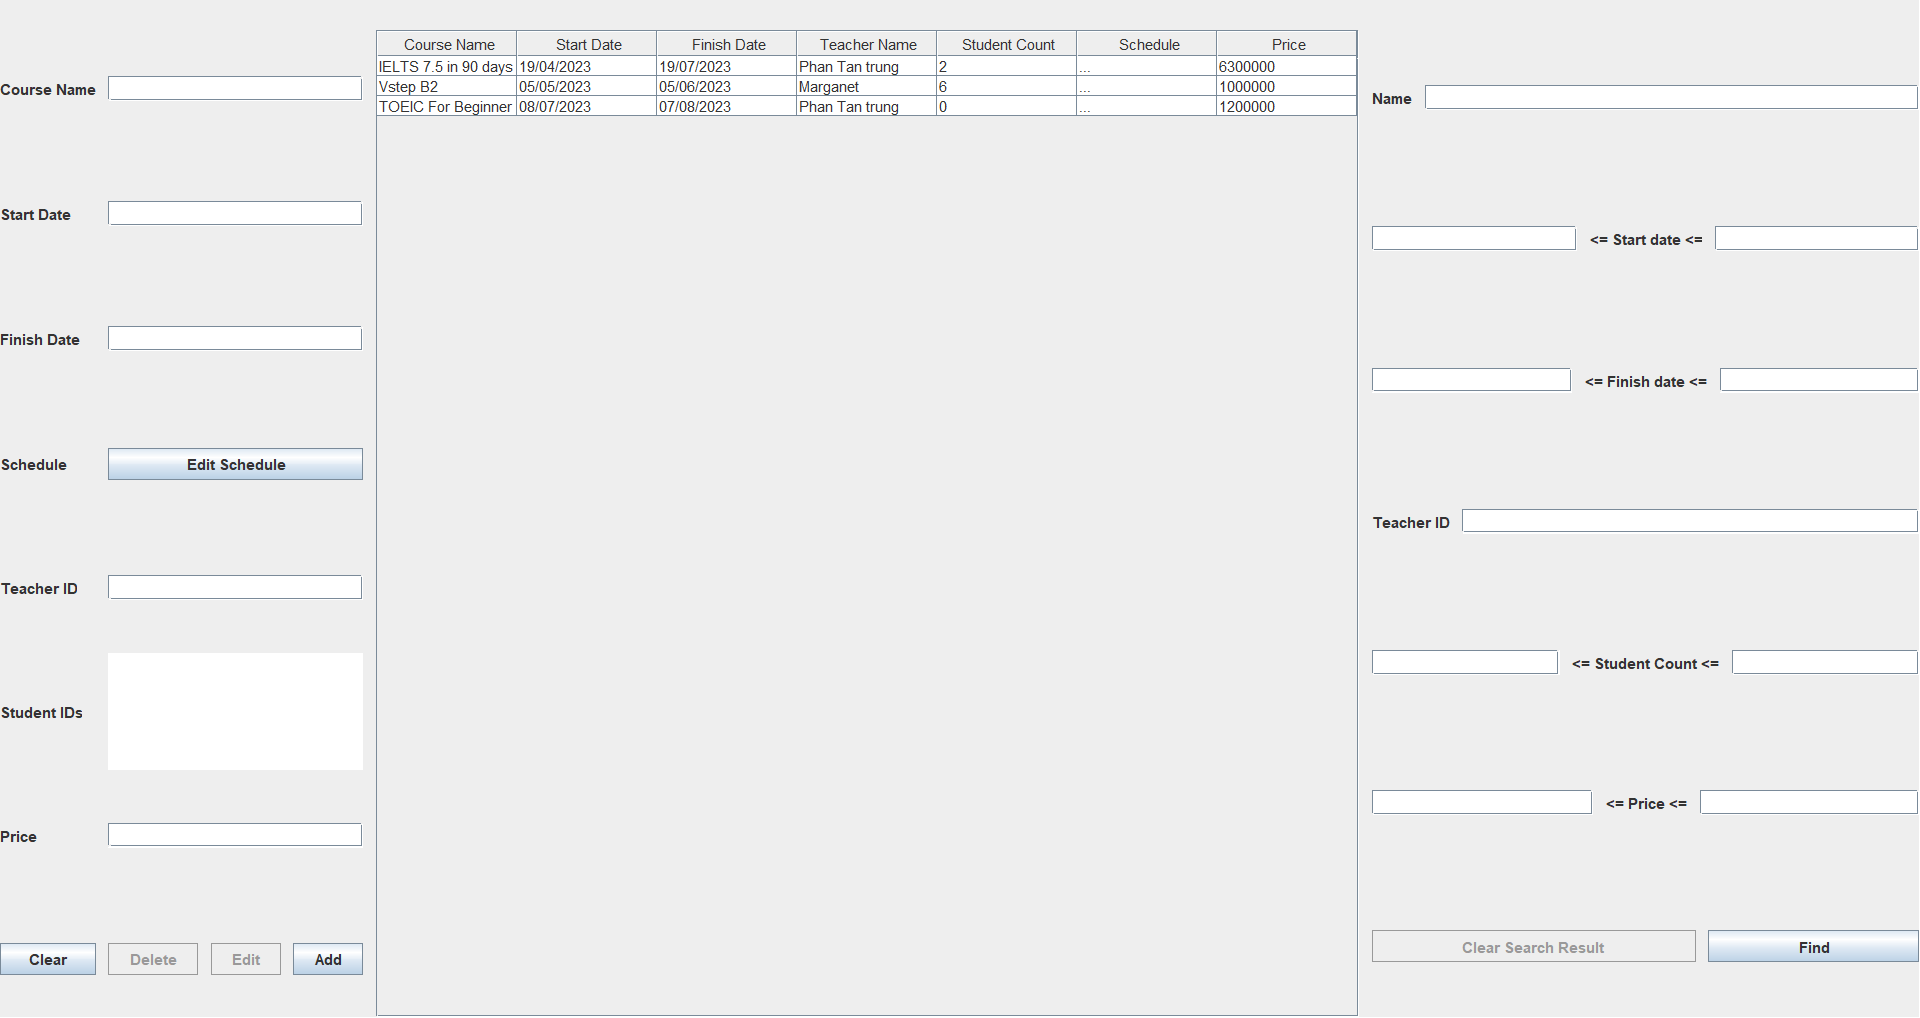 Course Name
Start Date
Finish Date
Schedule Edit Schedule
Teacher ID
Student IDs
Price
Clear Delete Edit Add
Course Name Start Date Finish Date Teacher Name Student Count Schedule Price
IELTS 7.5 in 90 days 19/04/2023 19/07/2023 Phan Tan trung 2 ... 6300000
Vstep B2 05/05/2023 05/06/2023 Marganet 6 ... 1000000
TOEIC For Beginner 08/07/2023 07/08/2023 Phan Tan trung 0 ... 1200000
Name
<= Start date <=
<= Finish date <=
Teacher ID
<= Student Count <=
<= Price <=
Clear Search Result Find